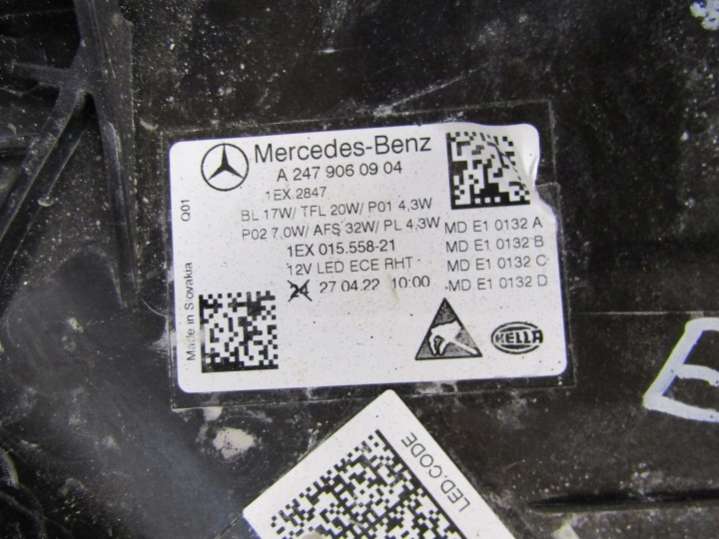 Mercedes-Benz
A 247 906 09 04
1EX.2847
BL 17W/ TFL 20W/ P01 4,3W
P02 7,0W/ AFS 32W/ PL 4,3W
1EX 015.558-21
12V LED ECE RHT
24 27.04.22 10:00
MD E1 0132 A
MD E1 0132 B
MD E1 0132 C
MD E1 0132 D
Q01
Made in Slovakia
HELLA
LED.CODE
E